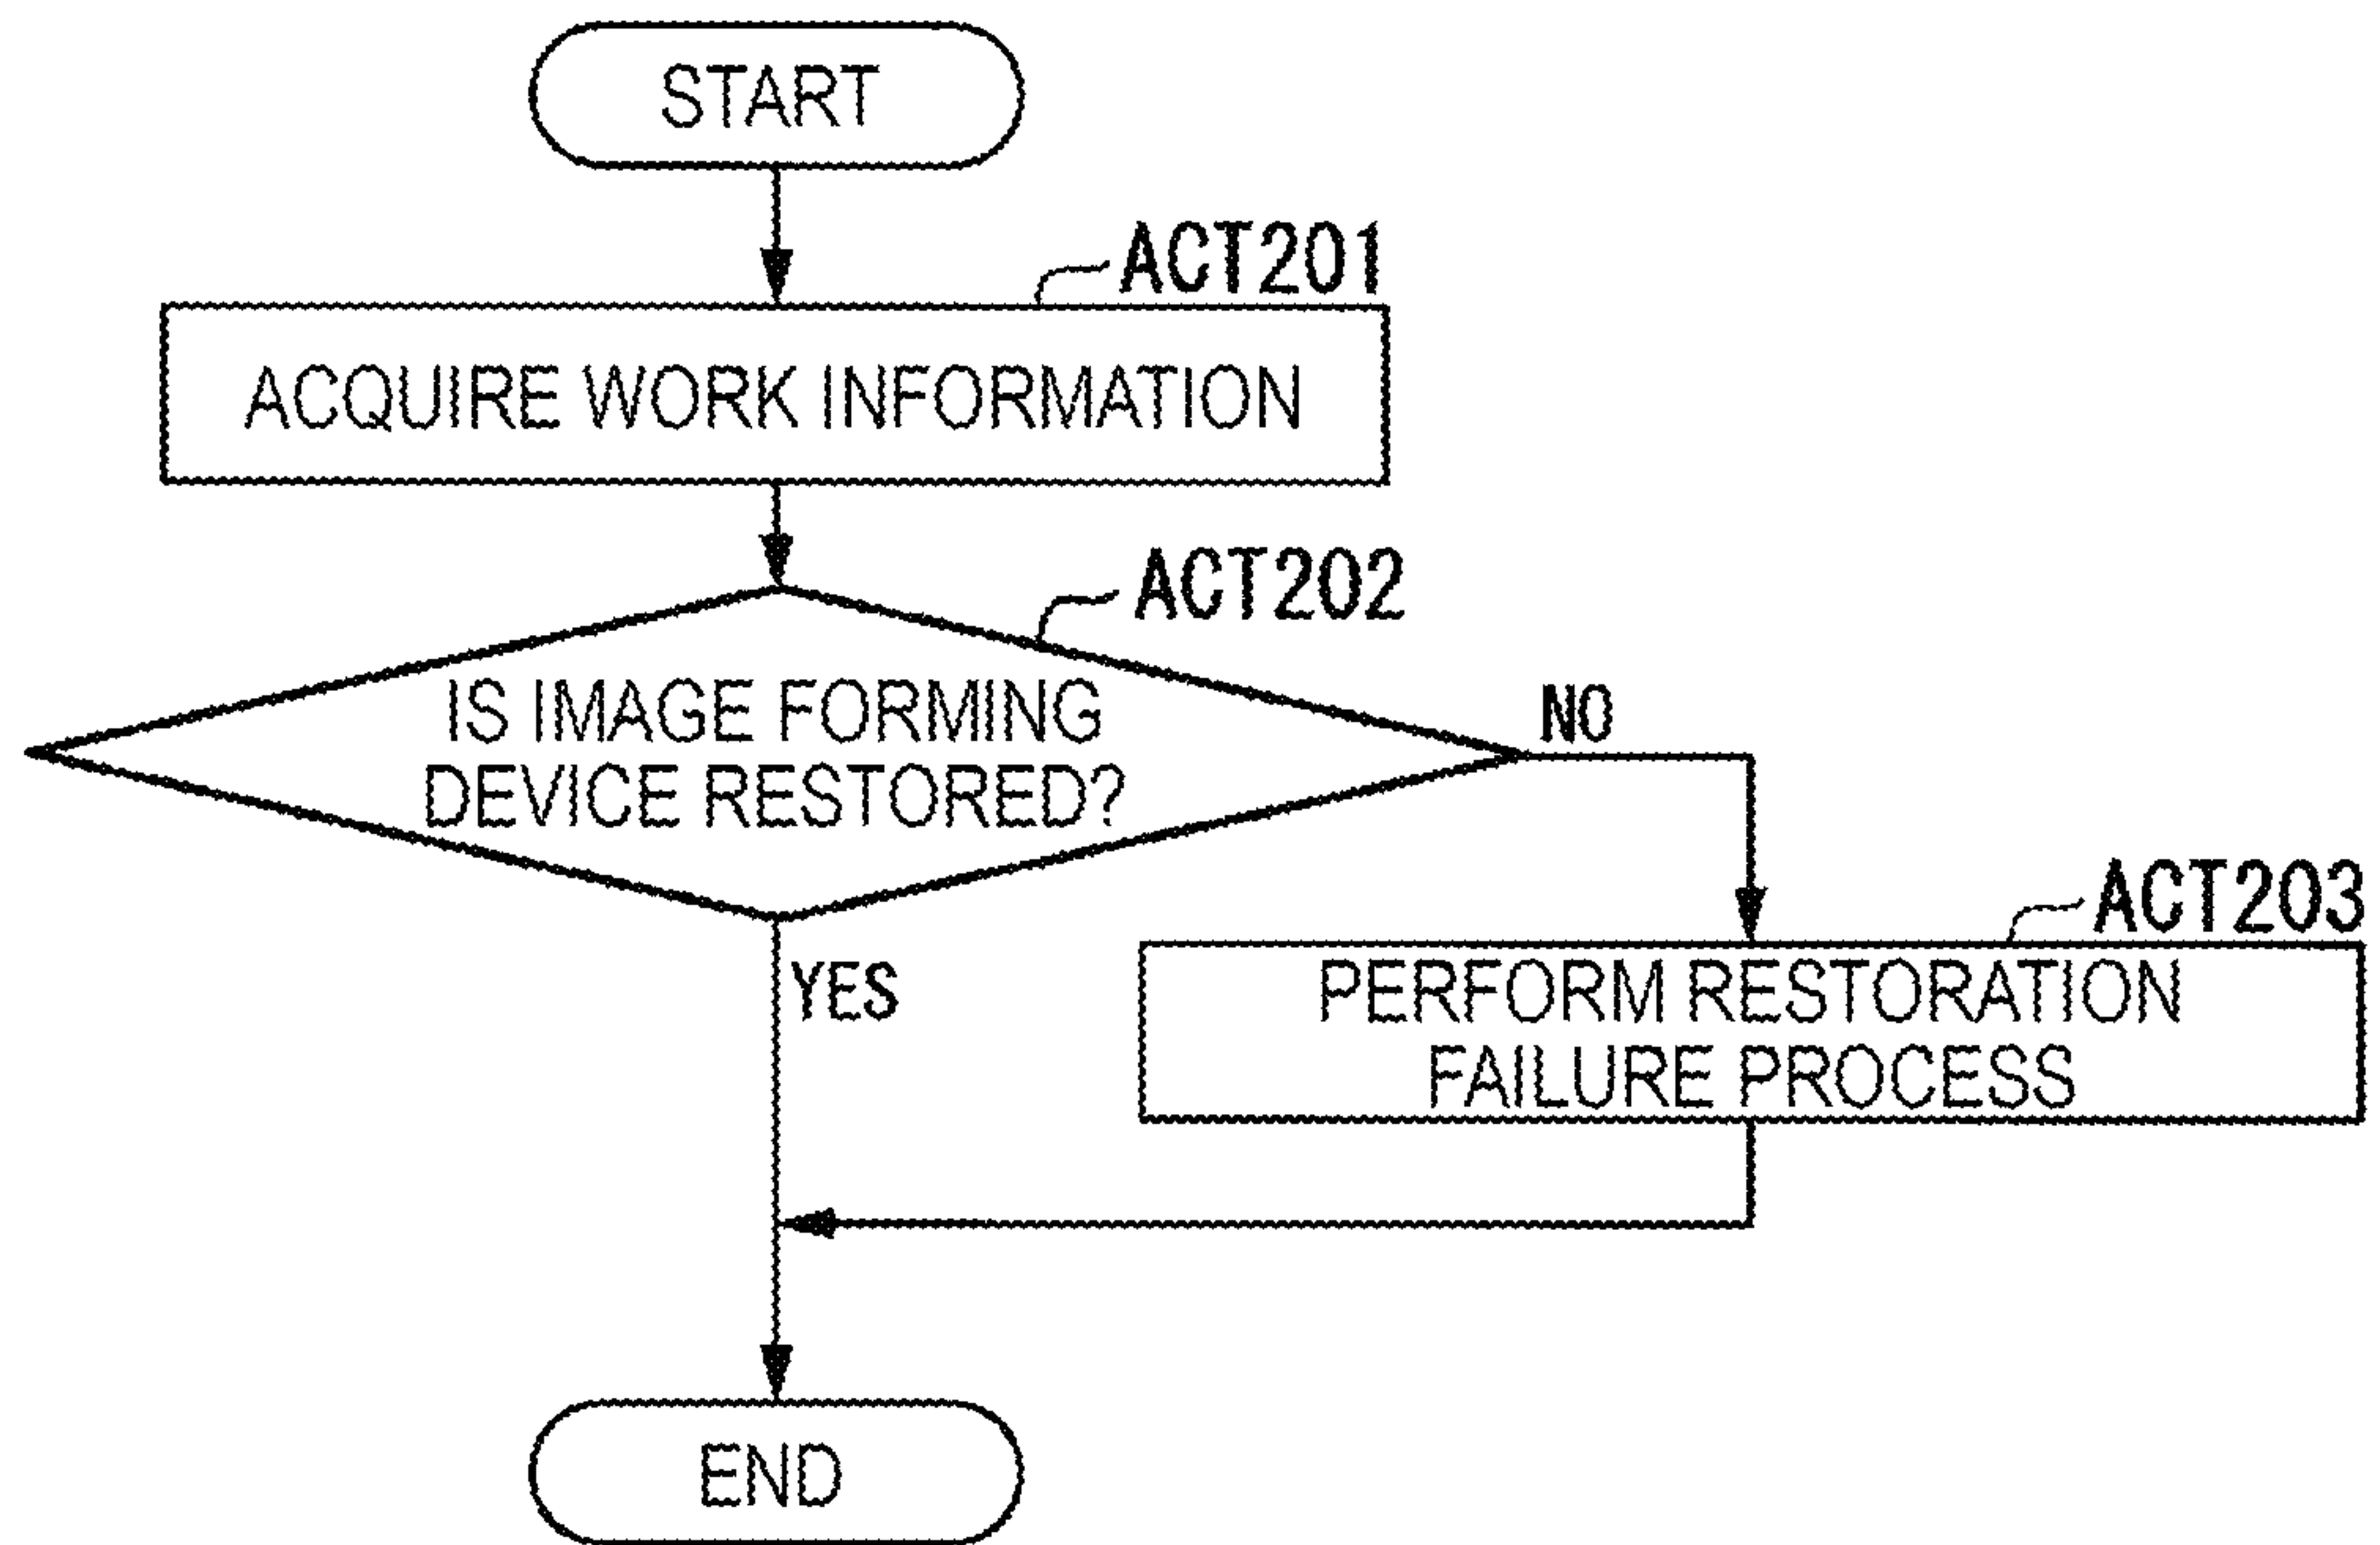 START
ACT201
ACQUIRE WORK INFORMATION
ACT202
IS IMAGE FORMING
DEVICE RESTORED?
NO
YES
ACT203
PERFORM RESTORATION
FAILURE PROCESS
END